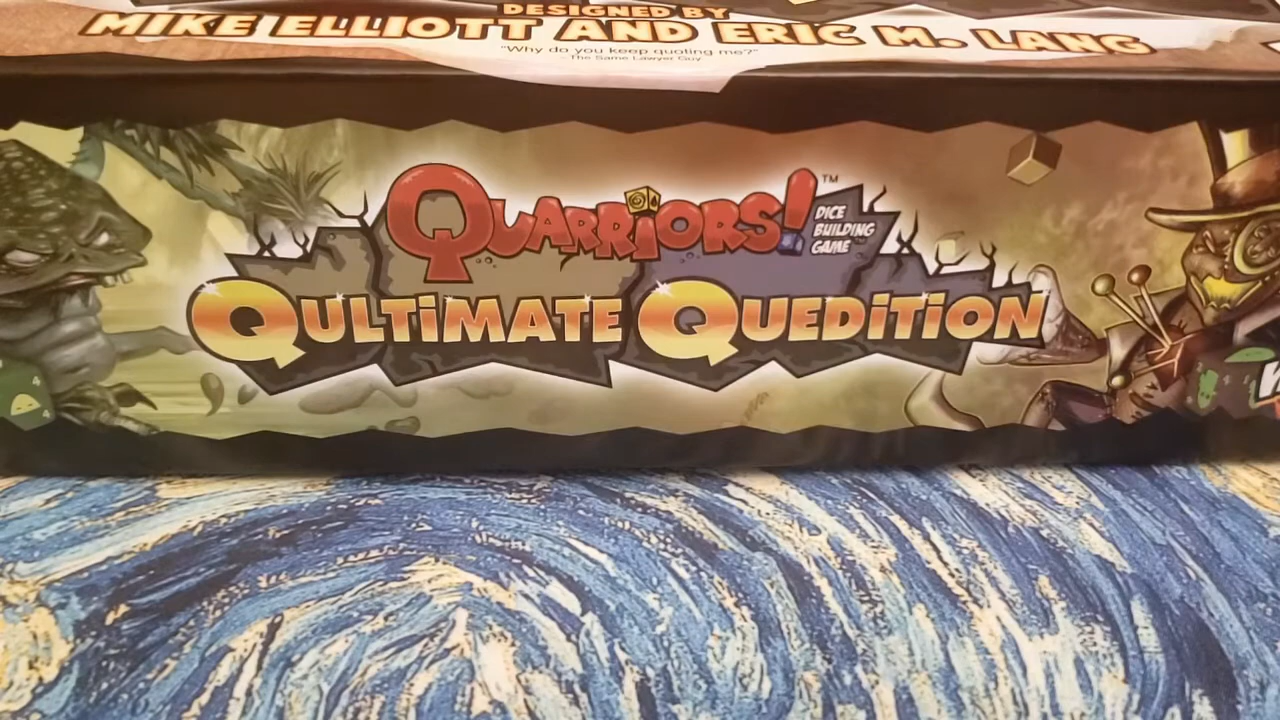 DESIGNED BY
MIKE ELLIOTT AND ERIC M. LANG
"Why do you keep quoting me?"
- The Same Lawyer Guy
QUARRiORS!™
DICE
BUILDING
GAME™
QULTiMATE QUEDiTiON